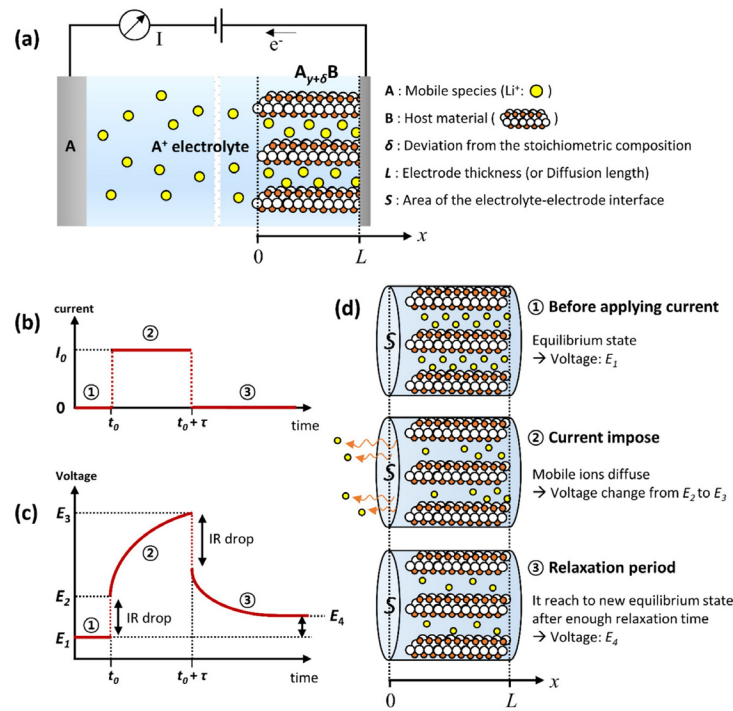 (a)
I
e-
A
A⁺ electrolyte
Ay+δB
0
L
x
A : Mobile species (Li⁺: )
B : Host material ( )
δ : Deviation from the stoichiometric composition
L : Electrode thickness (or Diffusion length)
S : Area of the electrolyte-electrode interface
(b)
current
I0
0
①
②
③
t0
t0 + τ
time
(c)
Voltage
E3
E2
E1
①
②
③
IR drop
IR drop
E4
t0
t0 + τ
time
(d)
S
① Before applying current
Equilibrium state
→ Voltage: E1
S
② Current impose
Mobile ions diffuse
→ Voltage change from E2 to E3
S
③ Relaxation period
It reach to new equilibrium state
after enough relaxation time
→ Voltage: E4
0
L
x